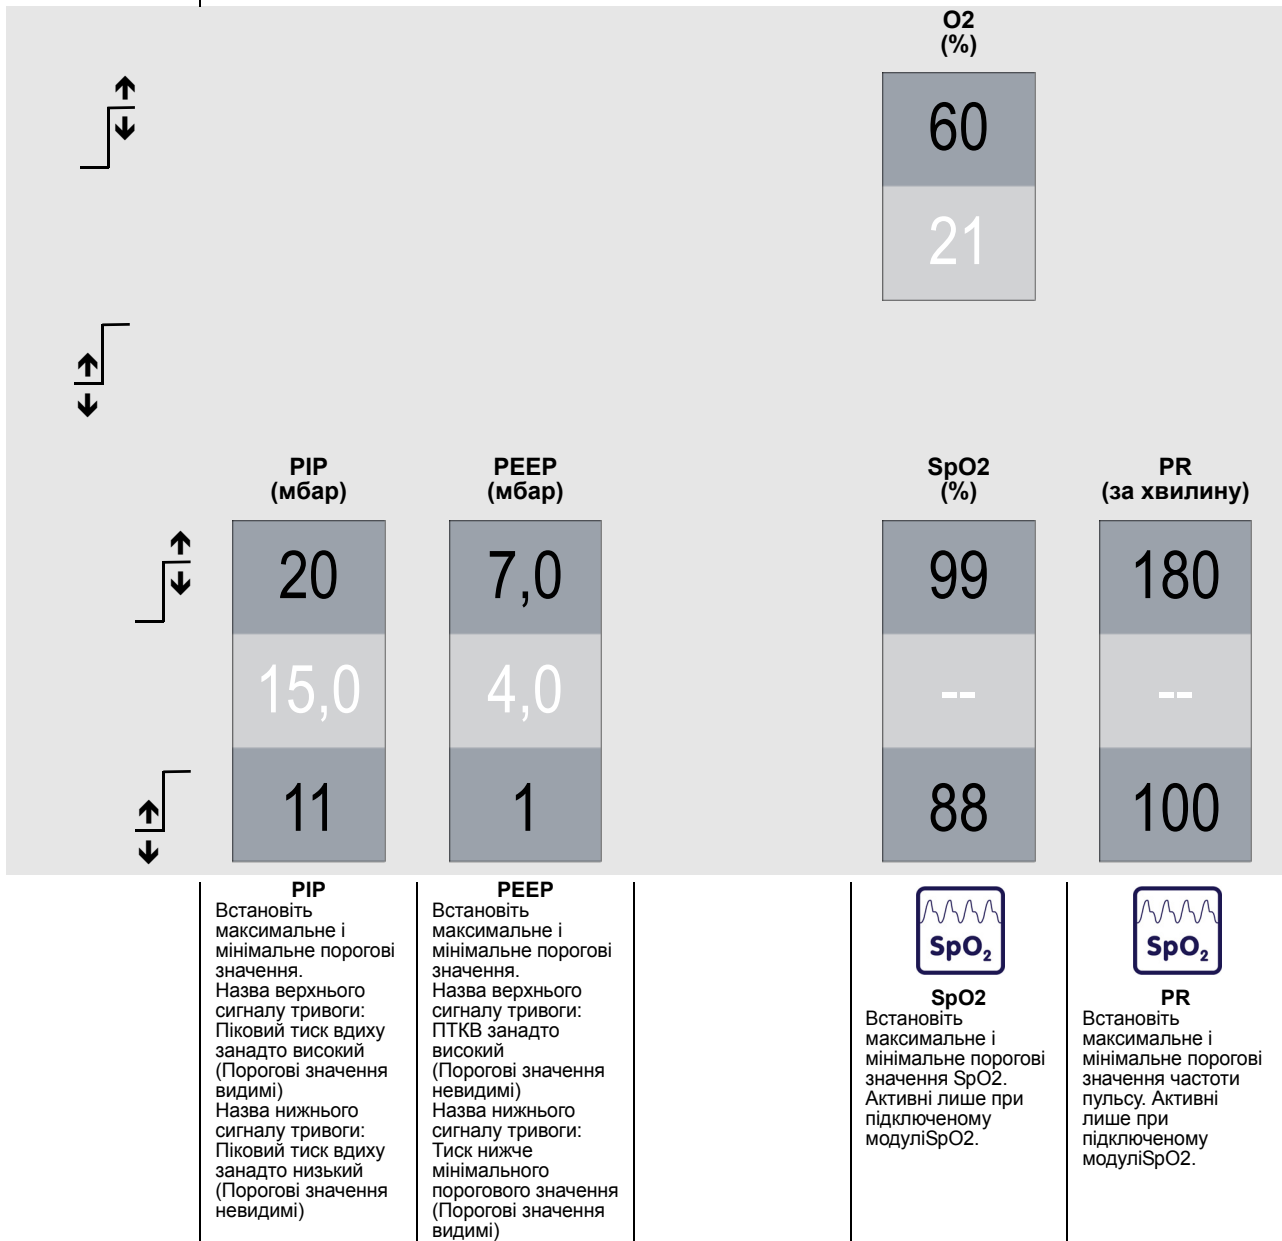 O2
(%)
60
21
PIP
(мбар)
PEEP
(мбар)
SpO2
(%)
PR
(за хвилину)
20
7,0
99
180
15,0
4,0
--
--
11
1
88
100
PIP
Встановіть
максимальне і
мінімальне порогові
значення.
Назва верхнього
сигналу тривоги:
Піковий тиск вдиху
занадто високий
(Порогові значення
видимі)
Назва нижнього
сигналу тривоги:
Піковий тиск вдиху
занадто низький
(Порогові значення
невидимі)
PEEP
Встановіть
максимальне і
мінімальне порогові
значення.
Назва верхнього
сигналу тривоги:
ПТКВ занадто
високий
(Порогові значення
невидимі)
Назва нижнього
сигналу тривоги:
Тиск нижче
мінімального
порогового значення
(Порогові значення
видимі)
SpO₂
SpO2
Встановіть
максимальне і
мінімальне порогові
значення SpO2.
Активні лише при
підключеному
модуліSpO2.
SpO₂
PR
Встановіть
максимальне і
мінімальне порогові
значення частоти
пульсу. Активні
лише при
підключеному
модуліSpO2.